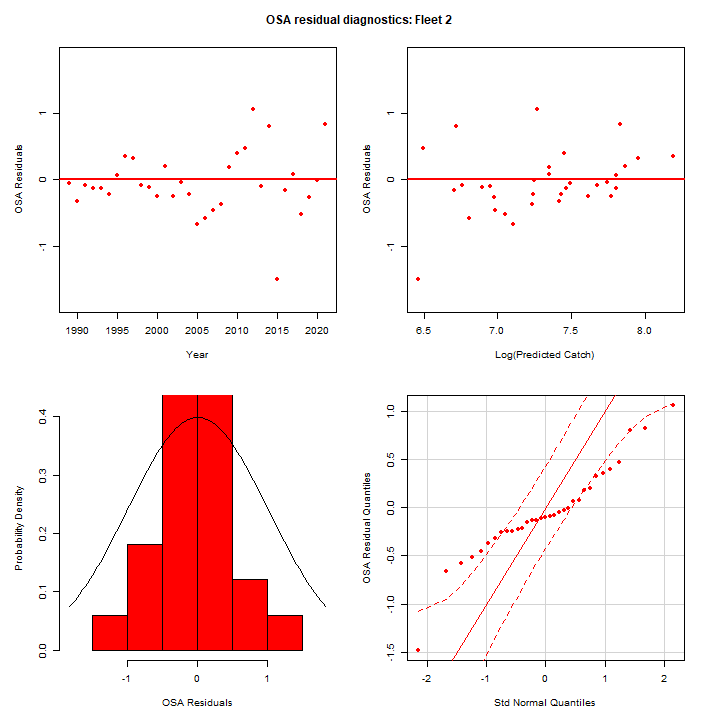 OSA residual diagnostics: Fleet 2
OSA Residuals
1
0
-1
1990 1995 2000 2005 2010 2015 2020
Year
OSA Residuals
1
0
-1
6.5 7.0 7.5 8.0
Log(Predicted Catch)
Probability Density
0.4
0.3
0.2
0.1
0.0
-1 0 1
OSA Residuals
OSA Residual Quantiles
1.0
0.5
0.0
-0.5
-1.0
-1.5
-2 -1 0 1 2
Std Normal Quantiles